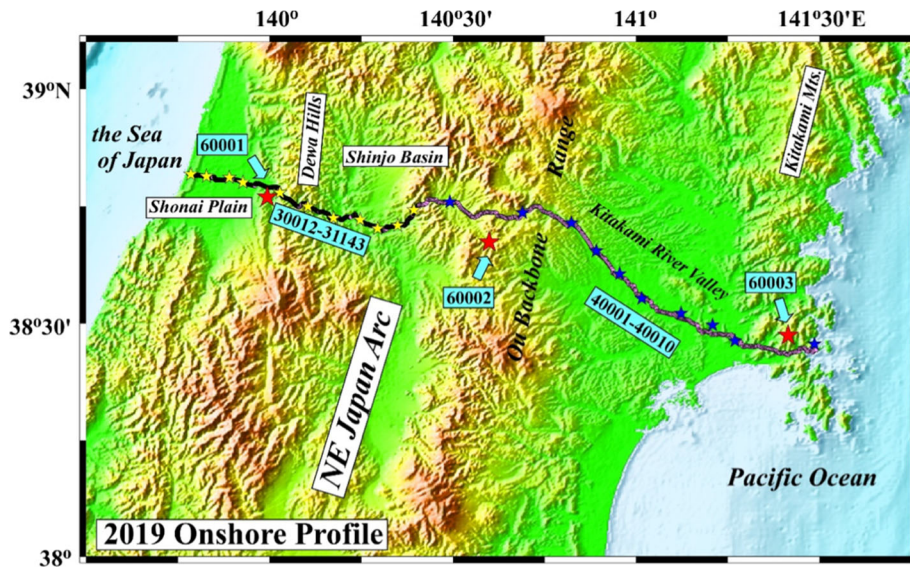 140° 140°30' 141° 141°30'E
39°N
the Sea
of Japan
60001
Dewa Hills
Shinjo Basin
Range
Kitakami Mts.
Shonai Plain
30012-31143
Kitakami River Valley
60002
Ou Backbone
60003
38°30'
40001-40010
NE Japan Arc
Pacific Ocean
2019 Onshore Profile
38°